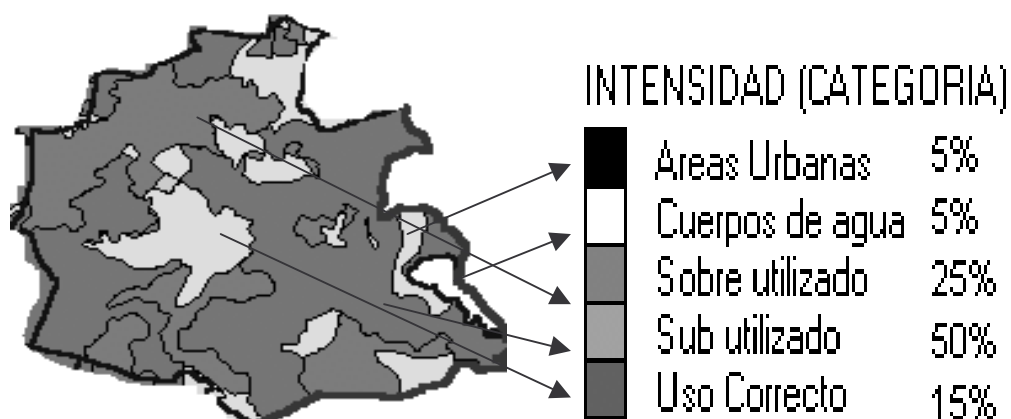 INTENSIDAD (CATEGORIA)
Areas Urbanas 5%
Cuerpos de agua 5%
Sobre utilizado 25%
Sub utilizado 50%
Uso Correcto 15%